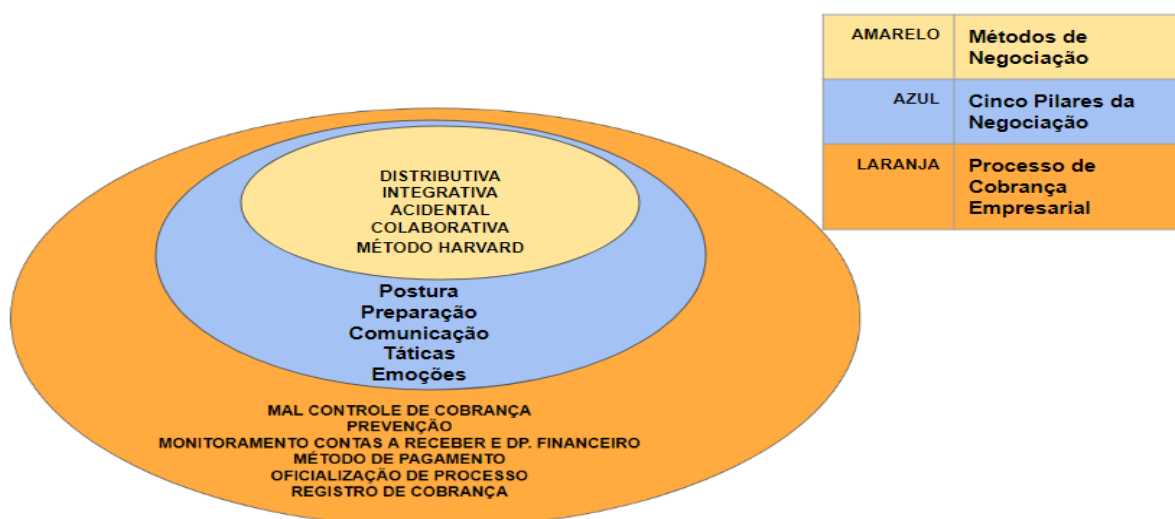 AMARELO
Métodos de
Negociação
AZUL
Cinco Pilares da
Negociação
LARANJA
Processo de
Cobrança
Empresarial
DISTRIBUTIVA
INTEGRATIVA
ACIDENTAL
COLABORATIVA
MÉTODO HARVARD
Postura
Preparação
Comunicação
Táticas
Emoções
MAL CONTROLE DE COBRANÇA
PREVENÇÃO
MONITORAMENTO CONTAS A RECEBER E DP. FINANCEIRO
MÉTODO DE PAGAMENTO
OFICIALIZAÇÃO DE PROCESSO
REGISTRO DE COBRANÇA